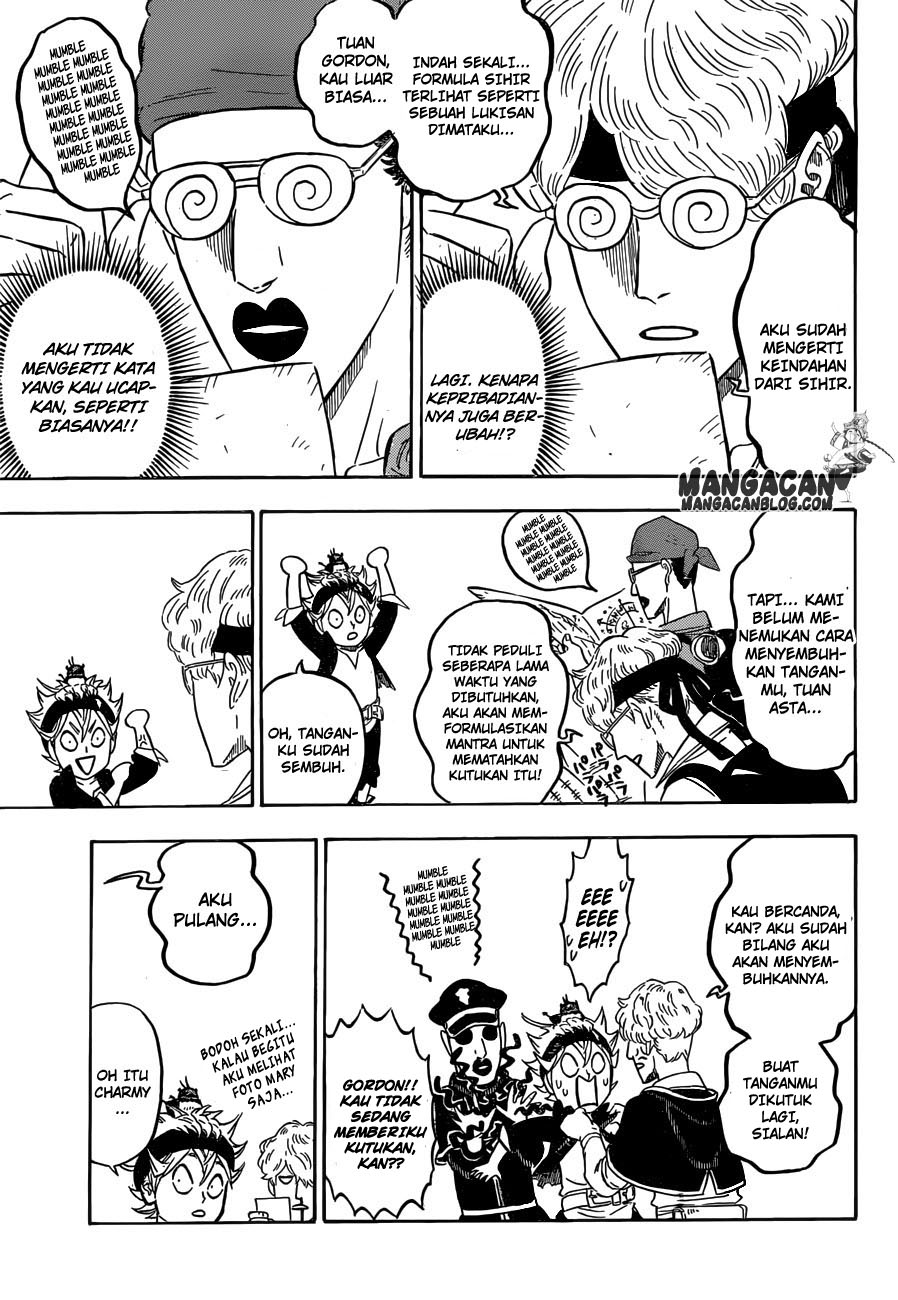 INDAH SEKALI...
FORMULA SIHIR
TERLIHAT SEPERTI
SEBUAH LUKISAN
DIMATAKU...
AKU SUDAH
MENGERTI
KEINDAHAN
DARI SIHIR.
LAGI. KENAPA
KEPRIBADIAN-
NYA JUGA BER-
UBAH!?
TUAN
GORDON,
KAU LUAR
BIASA...
MUMBLE
MUMBLE MUMBLE
MUMBLE MUMBLE
MUMBLE MUMBLE
MUMBLE MUMBLE
MUMBLE MUMBLE
MUMBLE MUMBLE
MUMBLE MUMBLE
MUMBLE
AKU TIDAK
MENGERTI KATA
YANG KAU UCAP-
KAN, SEPERTI
BIASANYA!!
MANGACAN
MANGACANBLOG.COM
TAPI... KAMI
BELUM ME-
NEMUKAN CARA
MENYEMBUH-
KAN TANGAN-
MU, TUAN
ASTA...
MUMBLE
MUMBLE MUMBLE
MUMBLE MUMBLE
MUMBLE MUMBLE
MUMBLE MUMBLE
MUMBLE
TIDAK PEDULI
SEBERAPA LAMA
WAKTU YANG
DIBUTUHKAN,
AKU AKAN MEM-
FORMULASIKAN
MANTRA UNTUK
MEMATAHKAN
KUTUKAN ITU!
OH, TANGAN-
KU SUDAH
SEMBUH.
KAU BERCANDA,
KAN? AKU SUDAH
BILANG AKU
AKAN MENYEM-
BUHKANNYA.
BUAT
TANGANMU
DIKUTUK
LAGI,
SIALAN!
EEE
EEEE
EH!?
MUMBLE
MUMBLE MUMBLE
MUMBLE MUMBLE
MUMBLE MUMBLE
MUMBLE MUMBLE
MUMBLE MUMBLE
MUMBLE
GORDON!!
KAU TIDAK
SEDANG
MEMBERIKU
KUTUKAN,
KAN??
AKU
PULANG...
BODOH SEKALI...
KALAU BEGITU
AKU MELIHAT
FOTO MARY
SAJA...
OH ITU
CHARMY
...